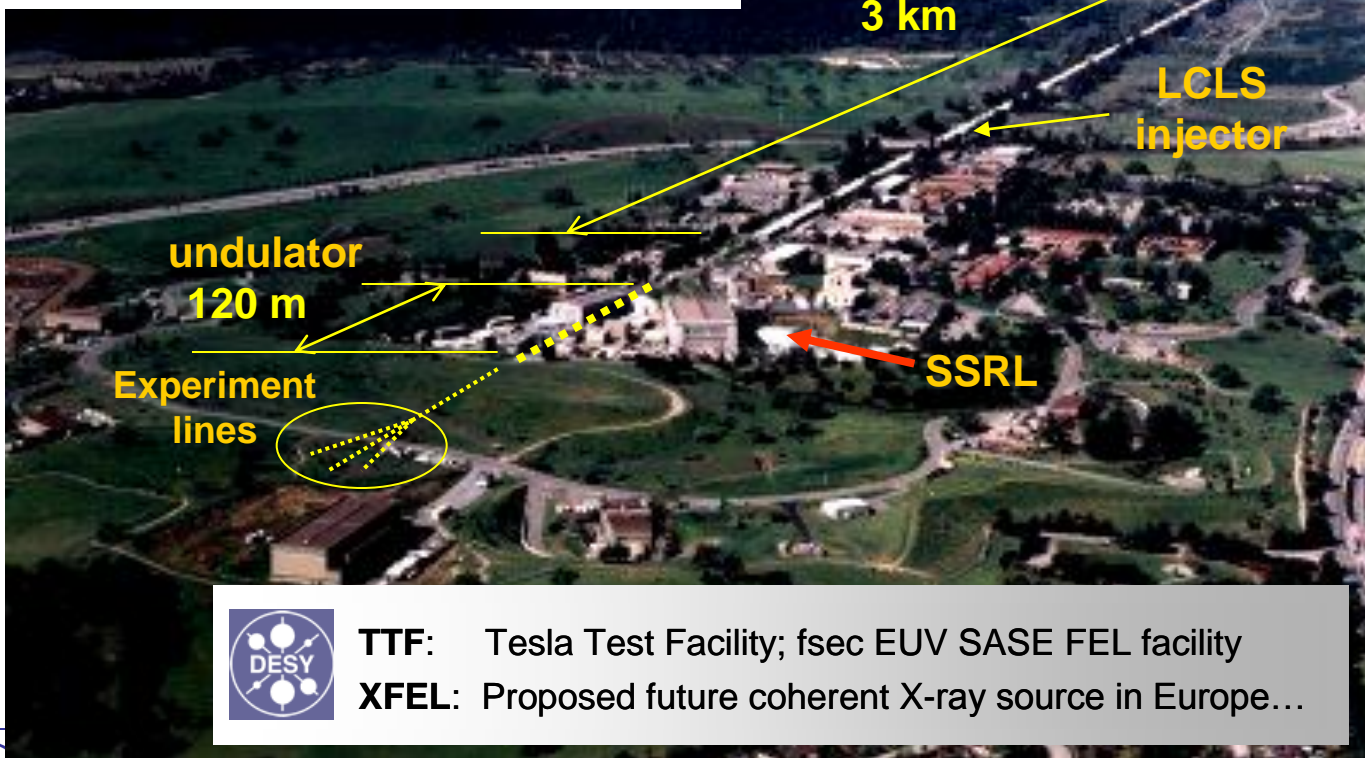 3 km
LCLS
injector
undulator
120 m
Experiment
lines
SSRL
DESY
TTF: Tesla Test Facility; fsec EUV SASE FEL facility
XFEL: Proposed future coherent X-ray source in Europe…